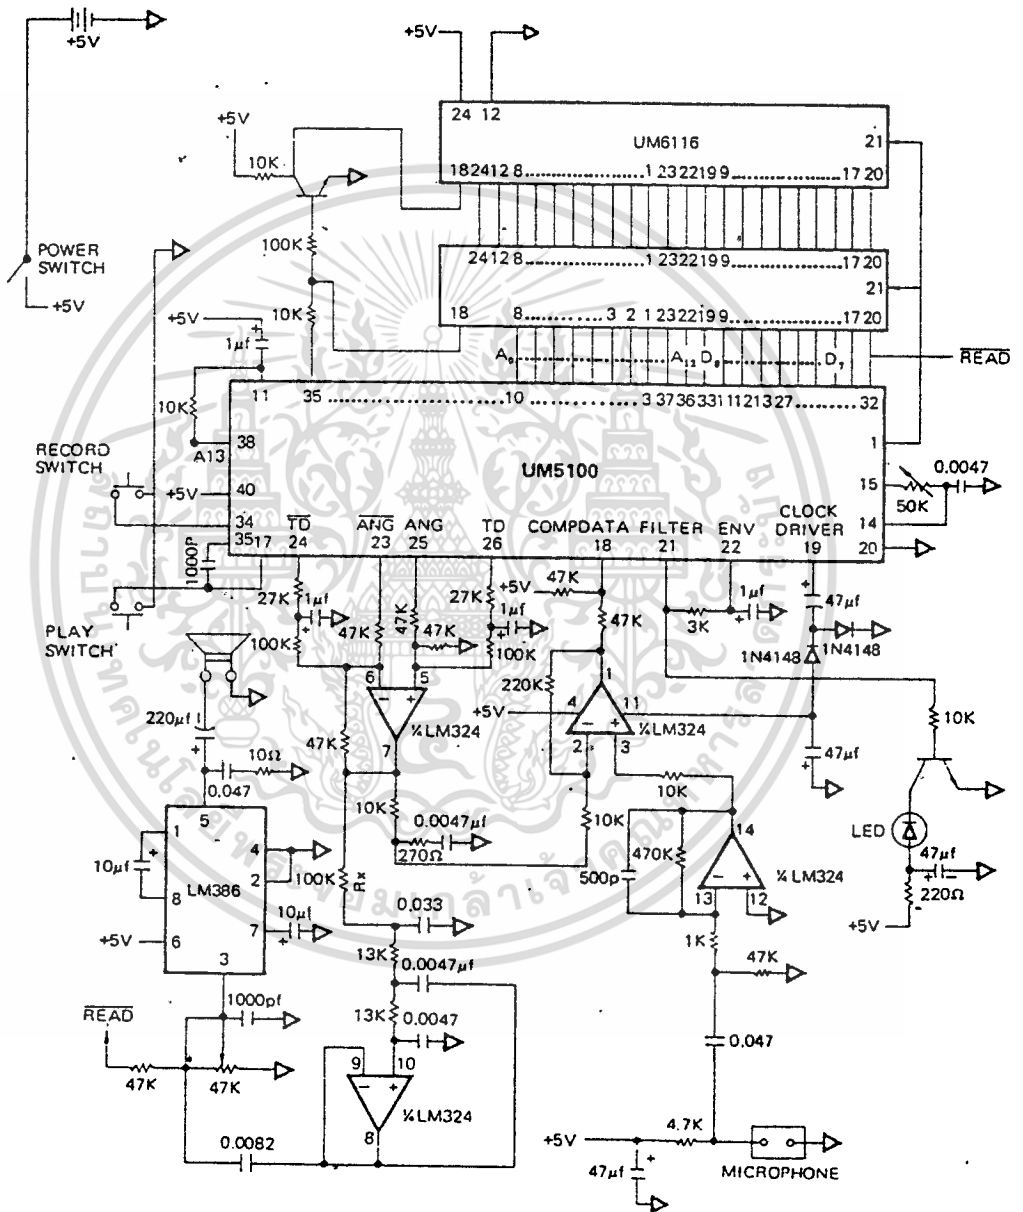 +5V
+5V
24 12
UM6116
21
18 24 12 8 ..................... 1 23 22 19 9 ............... 17 20
+5V
10K
100K
10K
POWER
SWITCH
+5V
24 12 8 ..................... 1 23 22 19 9 ............... 17 20
21
18
8 ............ 3 2 1 23 22 19 9 ............... 17 20
A₁₂ D₈ ............ D₇
READ
+5V
1µf
10K
11
35 ..................... 10 ............... 3 37 36 33 1 11 2 13 27 ...... 32
38
A13
1
UM5100
RECORD
SWITCH
+5V
40
34
35
17
15
50K
0.0047
14
20
TD
24
ANG
23
ANG
25
TD
26
COMPDATA
18
FILTER
21
ENV
22
CLOCK
DRIVER
19
1000P
PLAY
SWITCH
27K
1µf
100K
47K
47K
47K
27K
1µf
100K
+5V
47K
47K
3K
1µf
47µf
1N4148
1N4148
6
5
−
+
7
¼LM324
220K
1
4
11
+5V
−
+
2
3
¼LM324
10K
47µf
10K
220µf
10Ω
0.047
47K
10K
0.0047µf
270Ω
10K
10K
LED
47µf
220Ω
+5V
5
1
4
10µf
LM386
2
8
7
+5V
6
3
100K
Rx
10µf
0.033
13K
0.0047µf
13K
0.0047
500p
470K
14
−
+
13
12
¼LM324
1K
47K
0.047
1000pf
READ
47K
47K
9
10
−
+
8
¼LM324
0.0082
+5V
4.7K
47µf
MICROPHONE